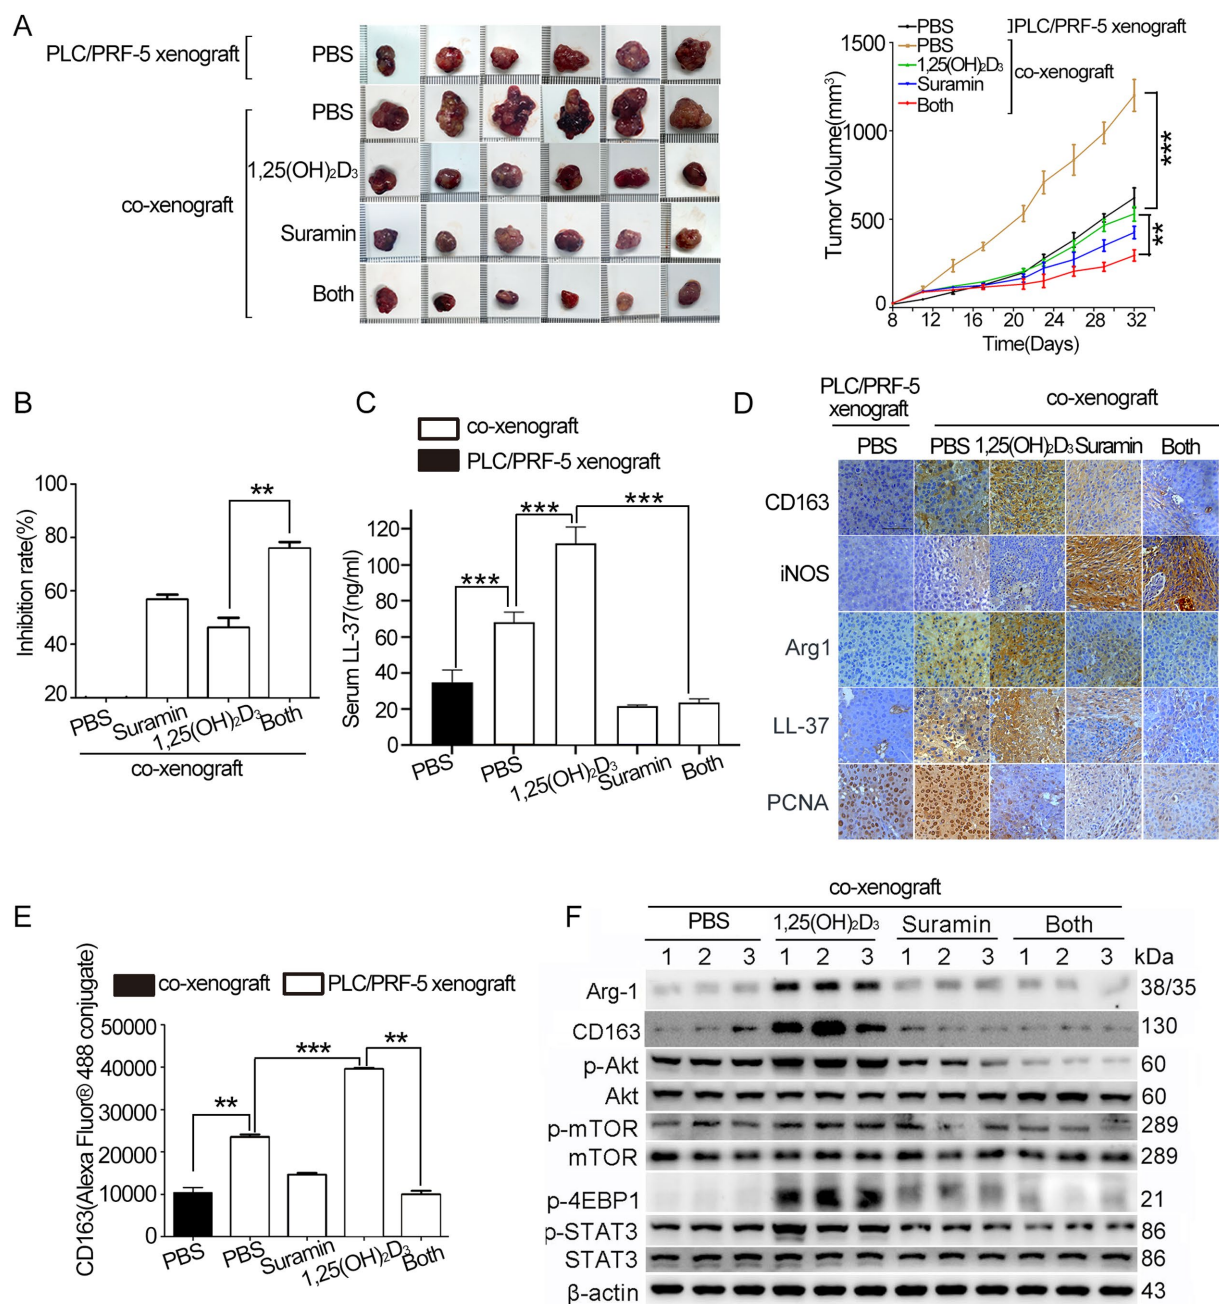 A
PLC/PRF-5 xenograft
PBS
co-xenograft
PBS
1,25(OH)₂D₃
Suramin
Both
Tumor Volume(mm³)
1500
1000
500
0
8 12 16 20 24 28 32
Time(Days)
PBS
PBS
1,25(OH)₂D₃
Suramin
Both
PLC/PRF-5 xenograft
co-xenograft
***
**
B
Inhibition rate(%)
100
80
60
40
20
**
PBS Suramin 1,25(OH)₂D₃ Both
co-xenograft
C
co-xenograft
PLC/PRF-5 xenograft
Serum LL-37(ng/ml)
120
100
80
60
40
20
0
*** *** ***
PBS PBS 1,25(OH)₂D₃ Suramin Both
D
PLC/PRF-5
xenograft
co-xenograft
PBS PBS 1,25(OH)₂D₃ Suramin Both
CD163
iNOS
Arg1
LL-37
PCNA
E
co-xenograft PLC/PRF-5 xenograft
CD163(Alexa Fluor® 488 conjugate)
50000
40000
30000
20000
10000
0
** *** **
PBS PBS Suramin 1,25(OH)₂D₃ Both
F
co-xenograft
PBS 1,25(OH)₂D₃ Suramin Both
1 2 3 1 2 3 1 2 3 1 2 3 kDa
Arg-1 38/35
CD163 130
p-Akt 60
Akt 60
p-mTOR 289
mTOR 289
p-4EBP1 21
p-STAT3 86
STAT3 86
β-actin 43